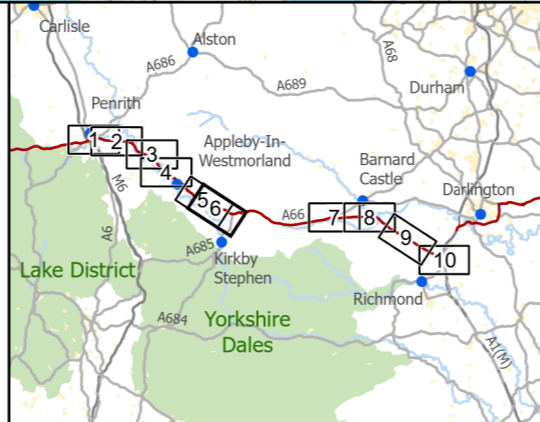 Carlisle
Alston
A68
A686
A689
Durham
Penrith
1
2
3
4
Appleby-In-
Westmorland
Barnard
Castle
Darlington
5
6
M6
A66
7
8
9
10
A6
A685
Kirkby
Stephen
Lake District
Richmond
A684
Yorkshire
Dales
A1(M)